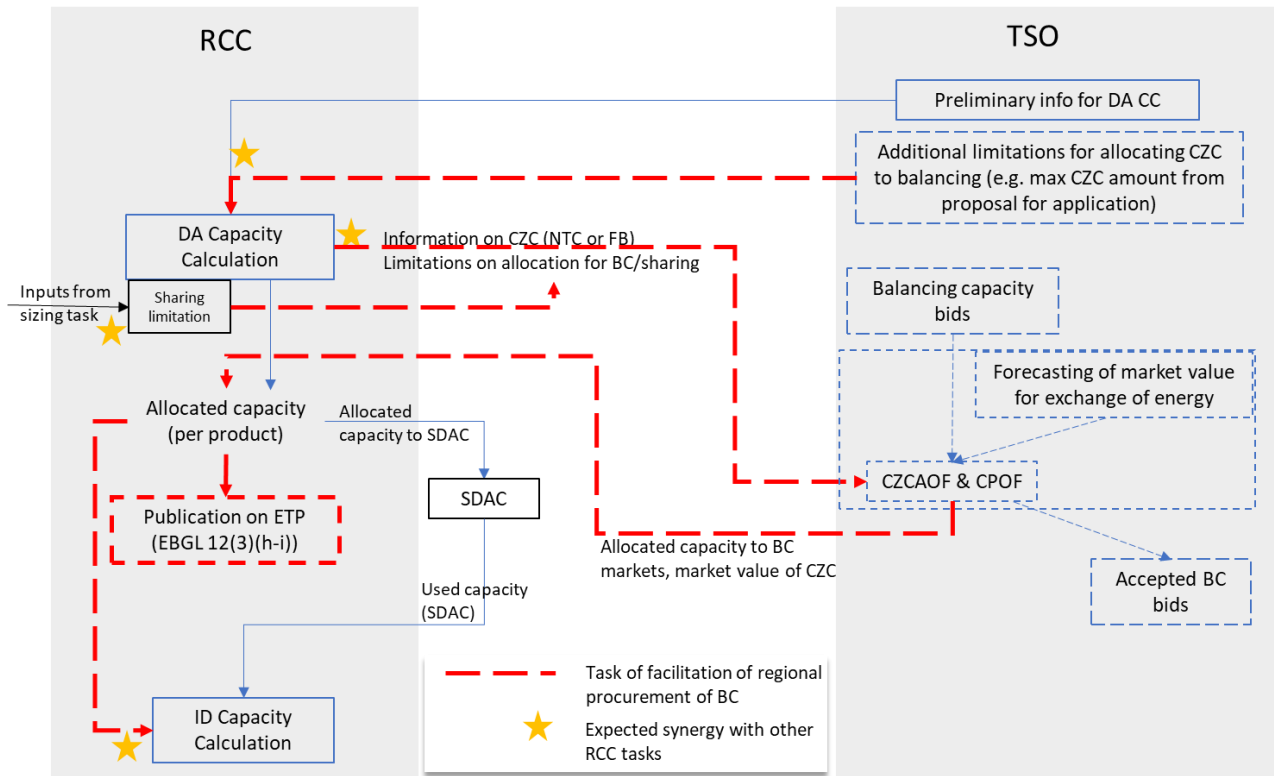 RCC
TSO
Preliminary info for DA CC
Additional limitations for allocating CZC
to balancing (e.g. max CZC amount from
proposal for application)
DA Capacity
Calculation
Information on CZC (NTC or FB)
Limitations on allocation for BC/sharing
Inputs from
sizing task
Sharing
limitation
Balancing capacity
bids
Forecasting of market value
for exchange of energy
Allocated capacity
(per product)
Allocated
capacity to SDAC
SDAC
CZCAOF & CPOF
Publication on ETP
(EBGL 12(3)(h-i))
Allocated capacity to BC
markets, market value of CZC
Accepted BC
bids
Used capacity
(SDAC)
Task of facilitation of regional
procurement of BC
Expected synergy with other
RCC tasks
ID Capacity
Calculation